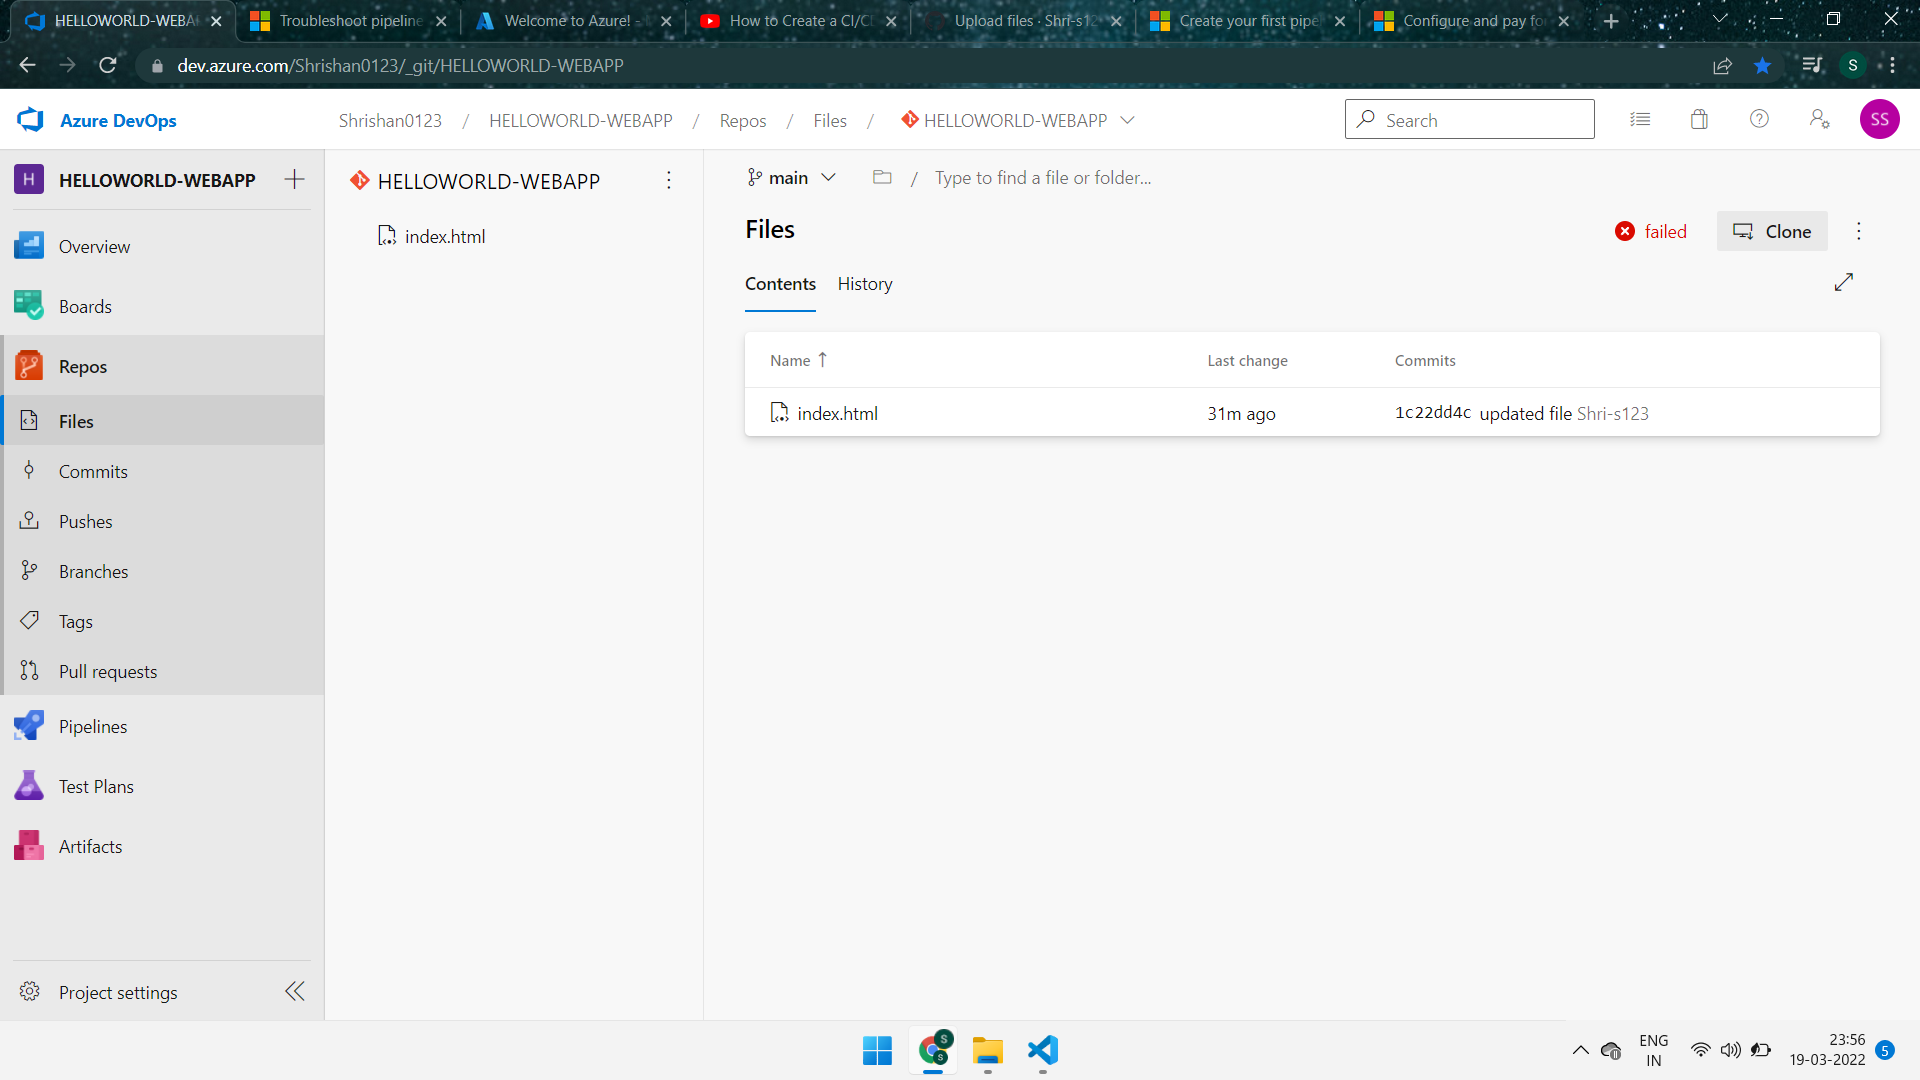 HELLOWORLD-WEBA
Troubleshoot pipeline
Welcome to Azure! -
How to Create a CI/CD
Upload files · Shri-s12
Create your first pipe
Configure and pay fo
dev.azure.com/Shrishan0123/_git/HELLOWORLD-WEBAPP
S
Azure DevOps
Shrishan0123 / HELLOWORLD-WEBAPP / Repos / Files / HELLOWORLD-WEBAPP
Search
SS
H HELLOWORLD-WEBAPP
Overview
Boards
Repos
Files
Commits
Pushes
Branches
Tags
Pull requests
Pipelines
Test Plans
Artifacts
Project settings
HELLOWORLD-WEBAPP
index.html
main / Type to find a file or folder...
Files
failed
Clone
Contents History
Name Last change Commits
index.html 31m ago 1c22dd4c updated file Shri-s123
S
S
ENG
IN
23:56
19-03-2022
5